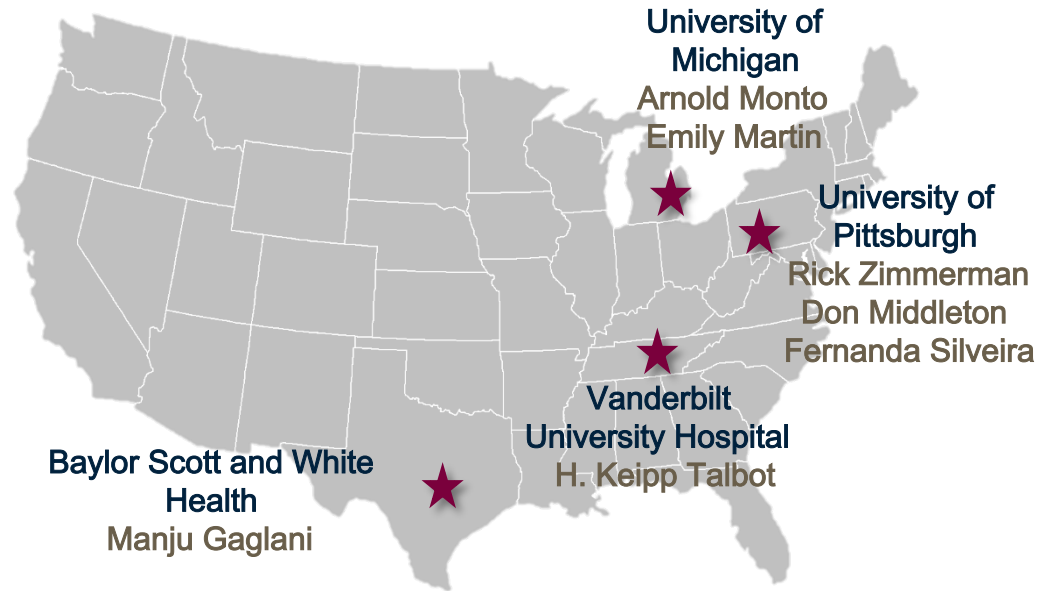 University of
Michigan
Arnold Monto
Emily Martin
University of
Pittsburgh
Rick Zimmerman
Don Middleton
Fernanda Silveira
Vanderbilt
University Hospital
H. Keipp Talbot
Baylor Scott and White
Health
Manju Gaglani